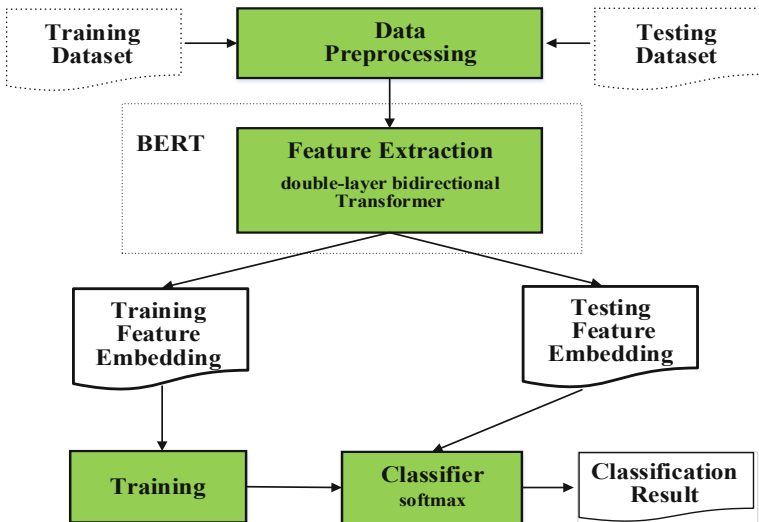 Training
Dataset
Data
Preprocessing
Testing
Dataset
BERT
Feature Extraction
double-layer bidirectional
Transformer
Training
Feature
Embedding
Testing
Feature
Embedding
Training
Classifier
softmax
Classification
Result